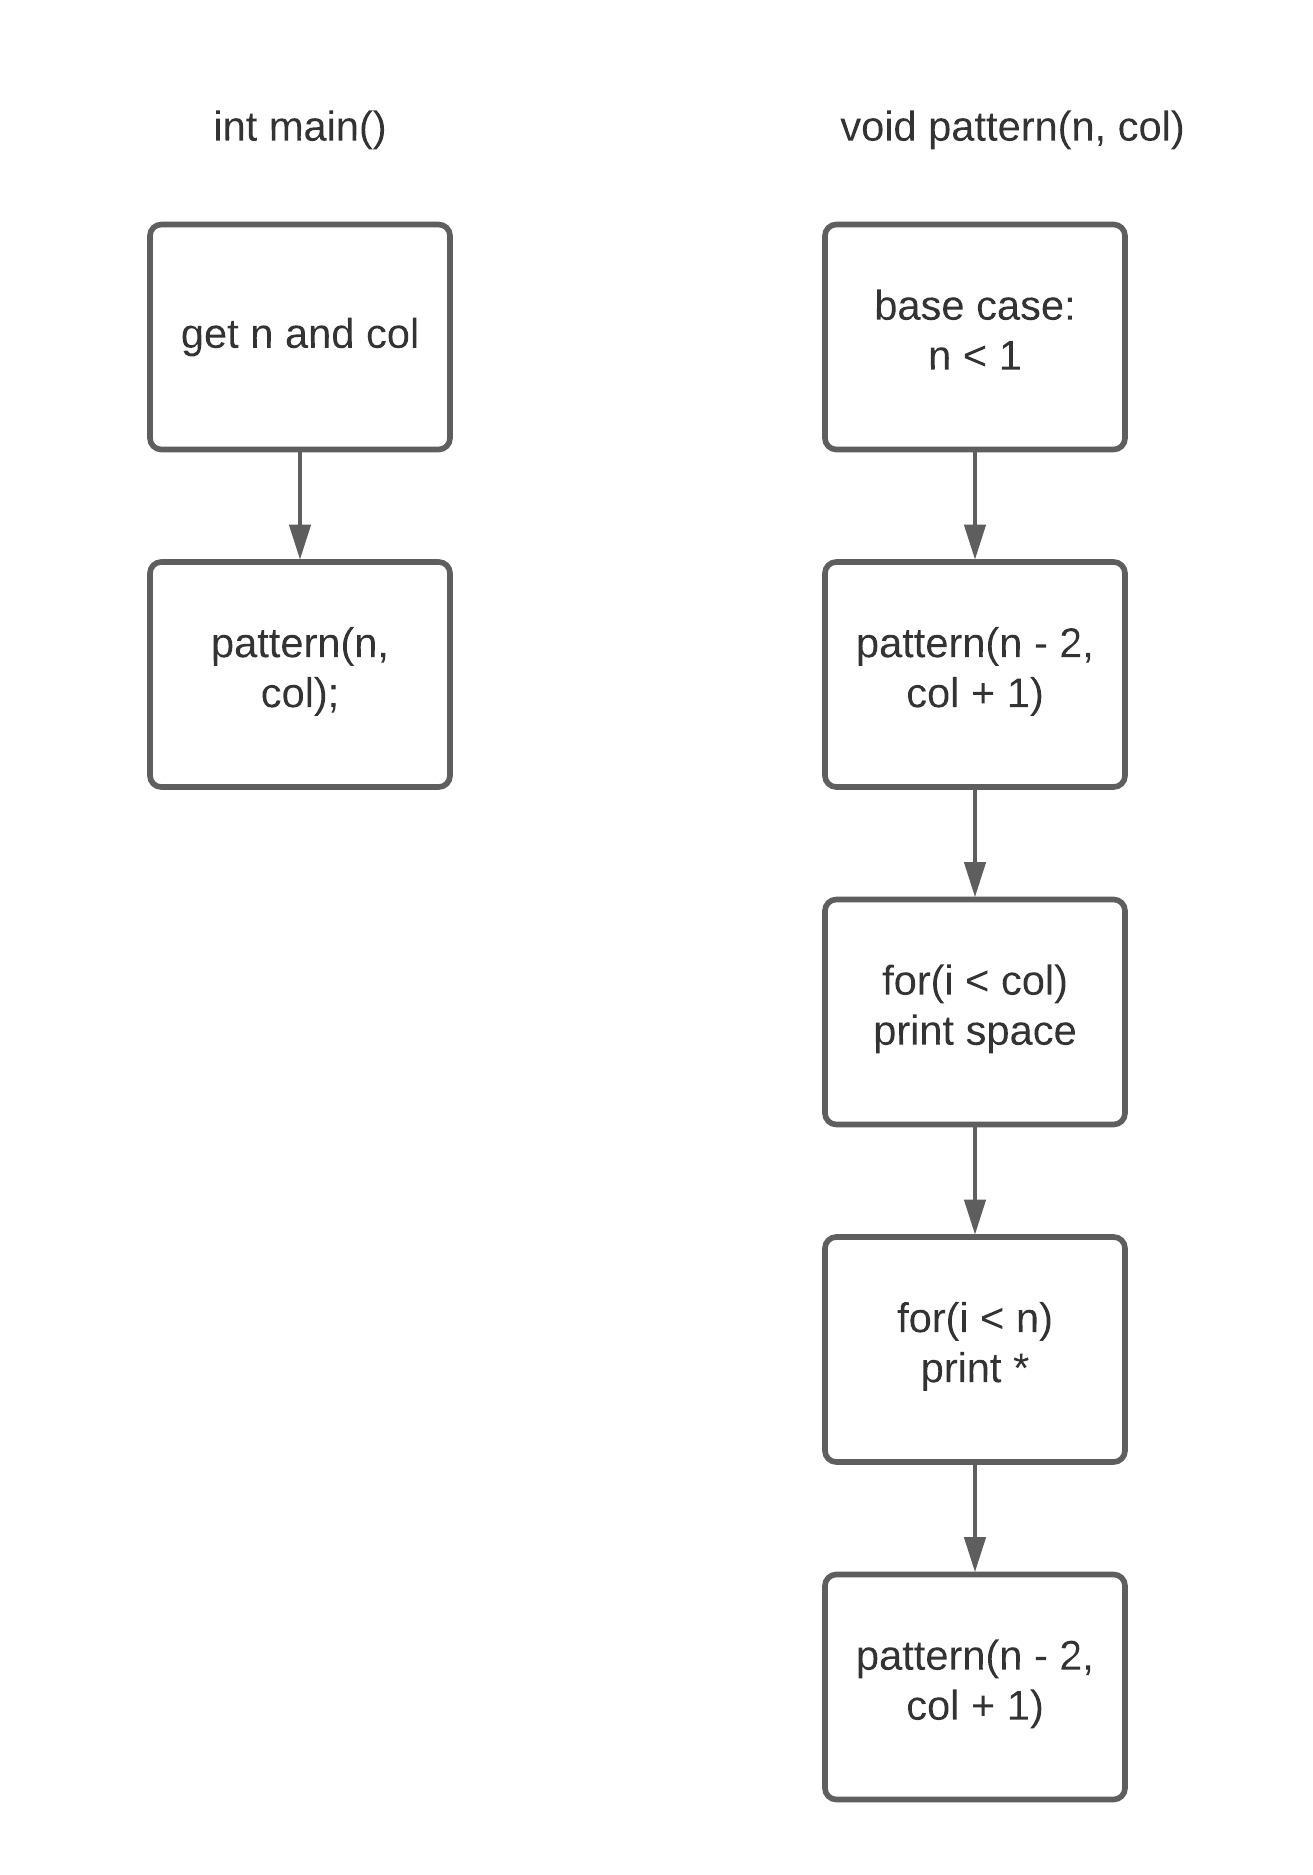 int main()
get n and col
pattern(n,
col);
void pattern(n, col)
base case:
n < 1
pattern(n - 2,
col + 1)
for(i < col)
print space
for(i < n)
print *
pattern(n - 2,
col + 1)